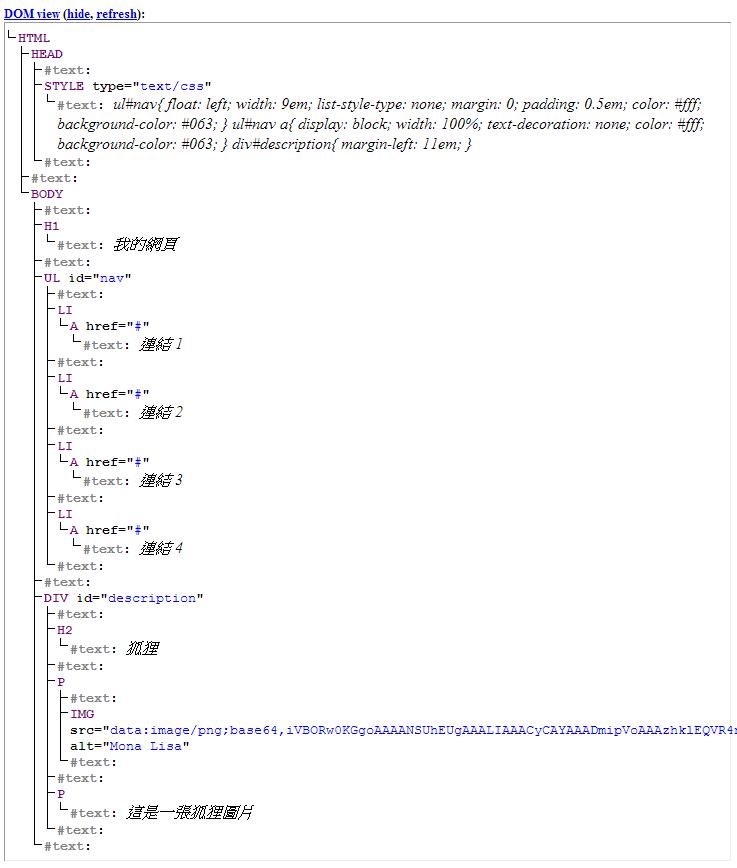 DOM view (hide, refresh):
HTML
HEAD
#text:
STYLE type="text/css"
#text: ul#nav{ float: left; width: 9em; list-style-type: none; margin: 0; padding: 0.5em; color: #fff;
background-color: #063; } ul#nav a{ display: block; width: 100%; text-decoration: none; color: #fff;
background-color: #063; } div#description{ margin-left: 11em; }
#text:
#text:
BODY
#text:
H1
#text: 我的網頁
#text:
UL id="nav"
#text:
LI
A href="#"
#text: 連結 1
#text:
LI
A href="#"
#text: 連結 2
#text:
LI
A href="#"
#text: 連結 3
#text:
LI
A href="#"
#text: 連結 4
#text:
#text:
DIV id="description"
#text:
H2
#text: 狐狸
#text:
P
#text:
IMG
src="data:image/png;base64,iVBORw0KGgoAAAANSUhEUgAAALIAAACyCAYAAADmipVoAAAzhklEQVR4n
alt="Mona Lisa"
#text:
#text:
P
#text: 這是一張狐狸圖片
#text:
#text: